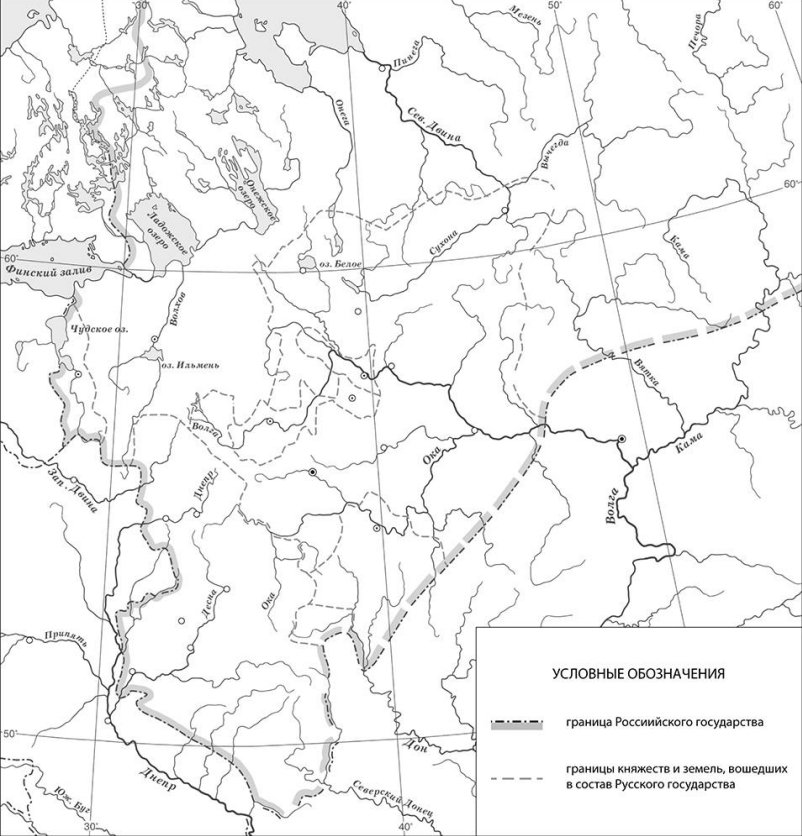 30°
40°
50°
60°
Мезень
Печора
Пинега
Онега
Сев. Двина
Вычегда
60°
Онежское
озеро
Ладожское
озеро
Сухона
Кама
60°
оз. Белое
Финский залив
Волхов
Чудское оз.
оз. Ильмень
Вятка
Волга
Ока
Кама
Зап. Двина
Днепр
Волга
Десна
Ока
Припять
УСЛОВНЫЕ ОБОЗНАЧЕНИЯ
граница Россиийского государства
границы княжеств и земель, вошедших
в состав Русского государства
50°
Дон
Днепр
Северский Донец
Юж. Буг
30°
40°